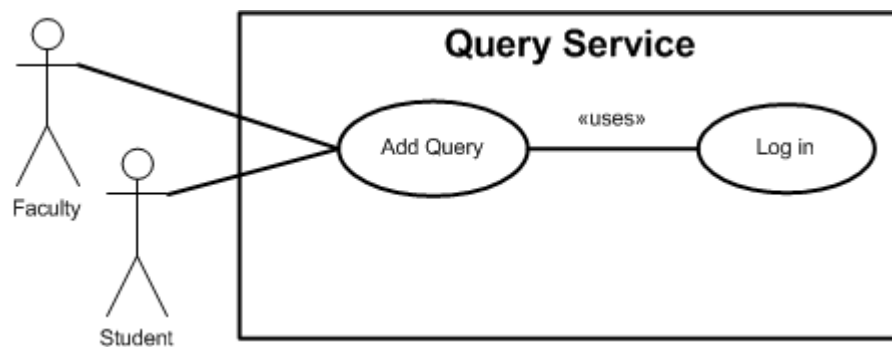 Query Service
«uses»
Add Query
Log in
Faculty
Student